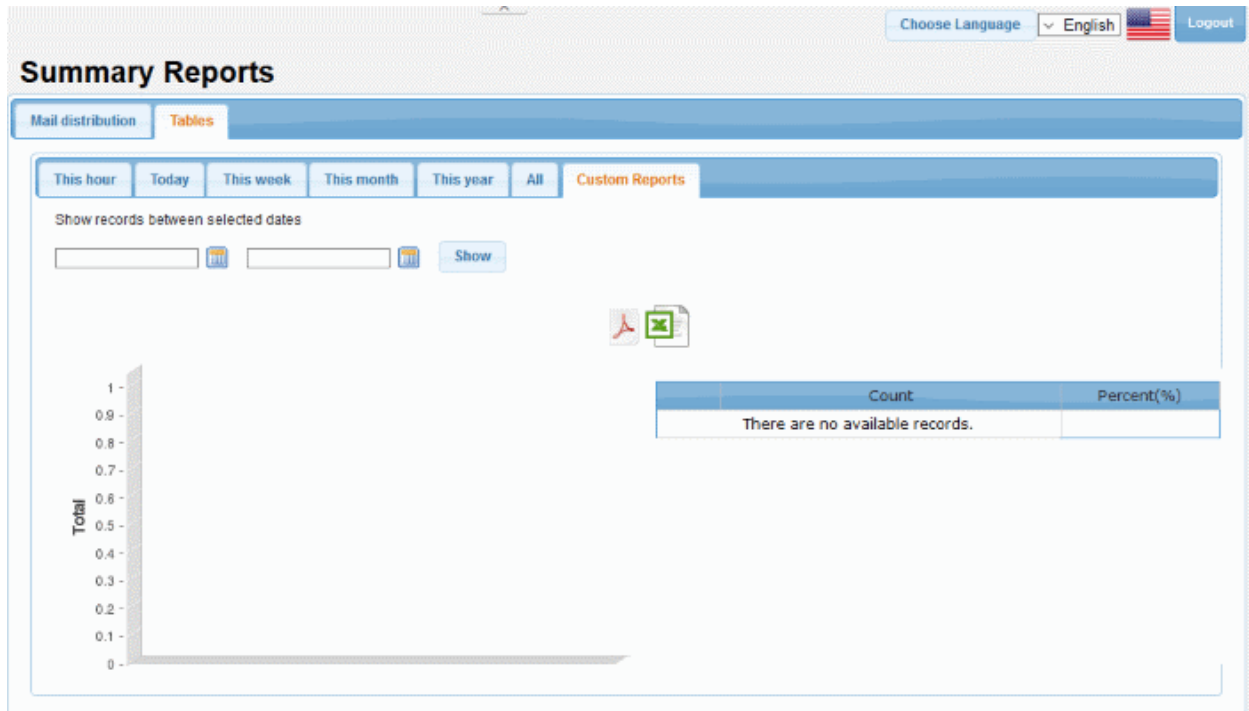 Choose Language English Logout
Summary Reports
Mail distribution Tables
This hour Today This week This month This year All Custom Reports
Show records between selected dates
Show
Count Percent(%)
There are no available records.
Total
1
0.9
0.8
0.7
0.6
0.5
0.4
0.3
0.2
0.1
0